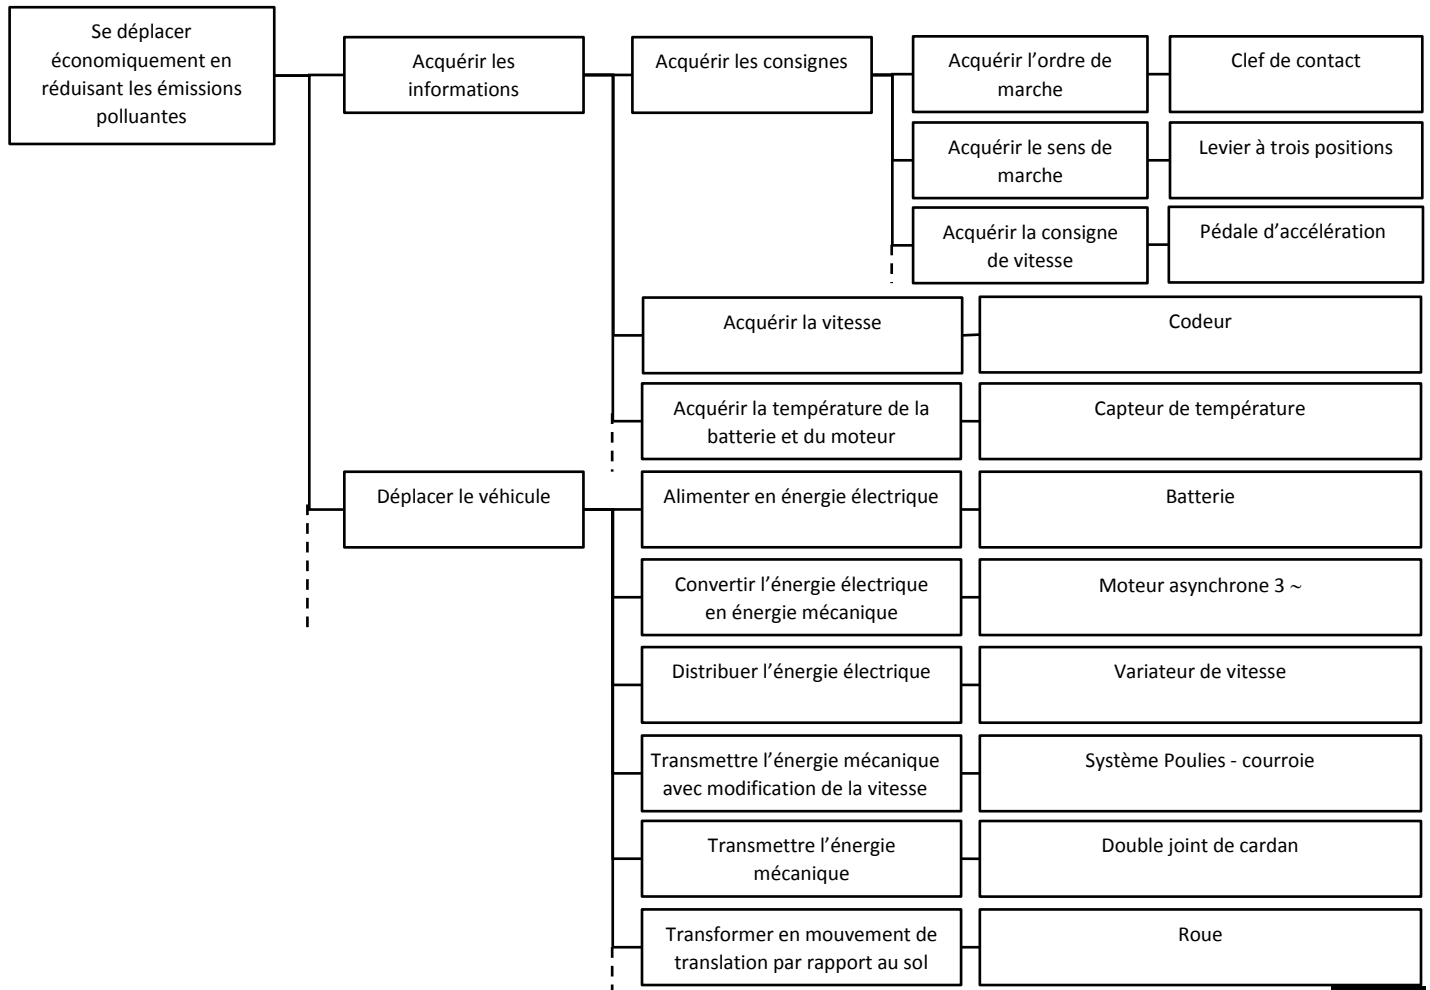 Se déplacer
économiquement en
réduisant les émissions
polluantes
Acquérir les
informations
Acquérir les consignes
Acquérir l’ordre de
marche
Clef de contact
Acquérir le sens de
marche
Levier à trois positions
Acquérir la consigne
de vitesse
Pédale d’accélération
Acquérir la vitesse
Codeur
Acquérir la température de la
batterie et du moteur
Capteur de température
Déplacer le véhicule
Alimenter en énergie électrique
Batterie
Convertir l’énergie électrique
en énergie mécanique
Moteur asynchrone 3 ~
Distribuer l’énergie électrique
Variateur de vitesse
Transmettre l’énergie mécanique
avec modification de la vitesse
Système Poulies - courroie
Transmettre l’énergie
mécanique
Double joint de cardan
Transformer en mouvement de
translation par rapport au sol
Roue